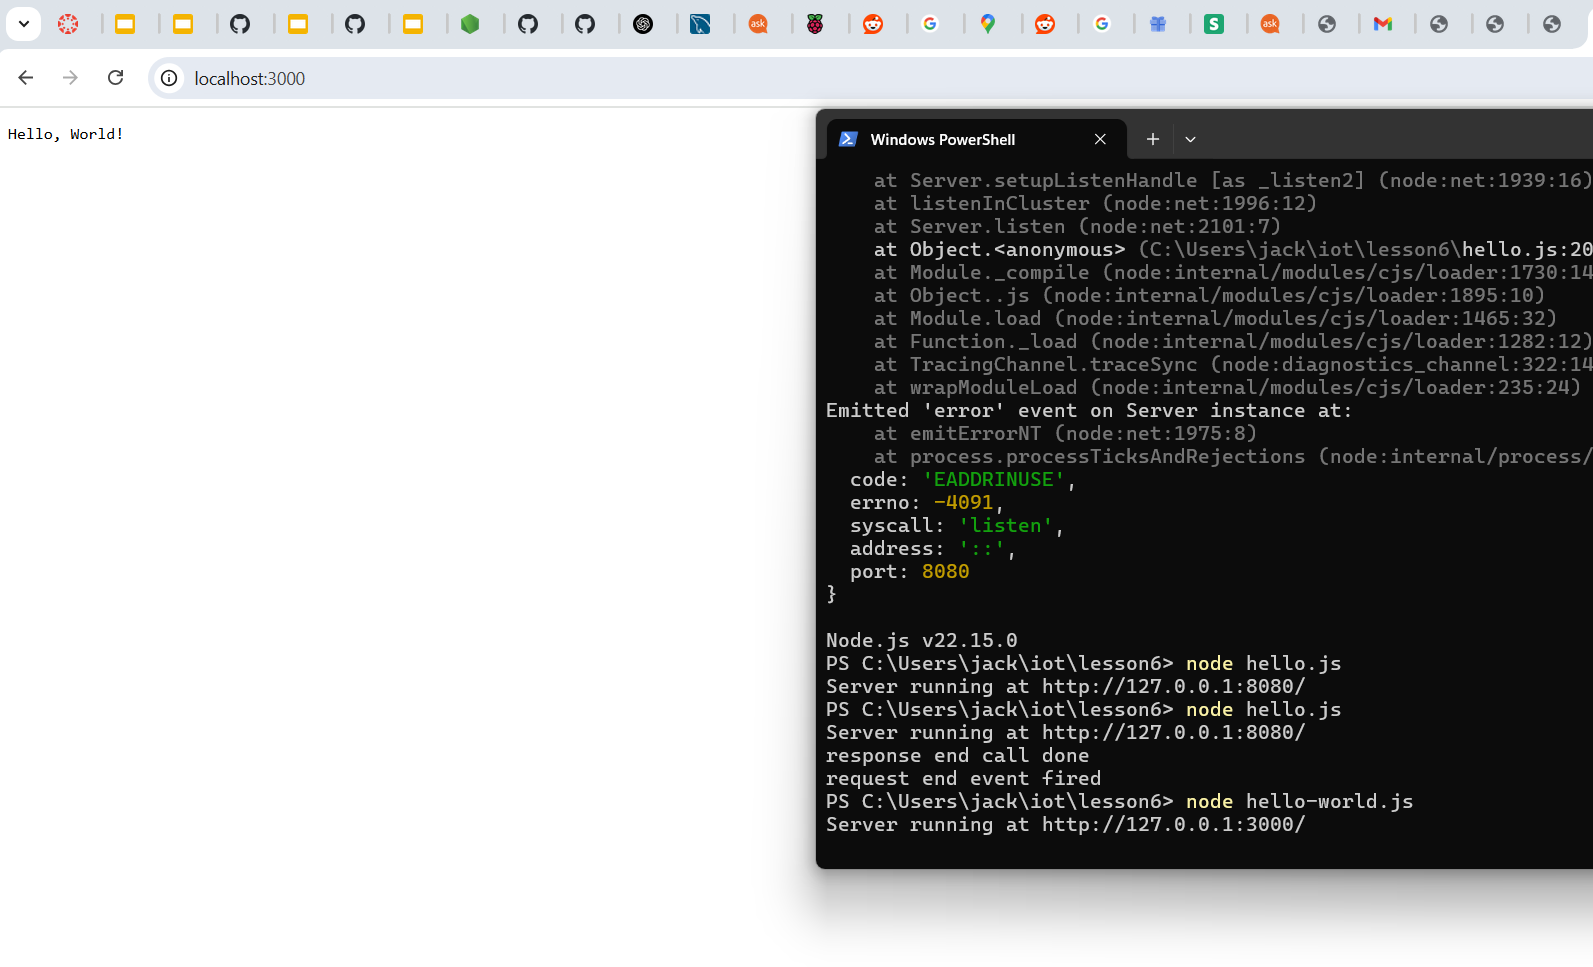 ask
S
ask
localhost:3000
Hello, World!
Windows PowerShell
at Server.setupListenHandle [as _listen2] (node:net:1939:16)
at listenInCluster (node:net:1996:12)
at Server.listen (node:net:2101:7)
at Object.<anonymous> (C:\Users\jack\iot\lesson6\hello.js:20
at Module._compile (node:internal/modules/cjs/loader:1730:14
at Object..js (node:internal/modules/cjs/loader:1895:10)
at Module.load (node:internal/modules/cjs/loader:1465:32)
at Function._load (node:internal/modules/cjs/loader:1282:12)
at TracingChannel.traceSync (node:diagnostics_channel:322:14
at wrapModuleLoad (node:internal/modules/cjs/loader:235:24)
Emitted 'error' event on Server instance at:
at emitErrorNT (node:net:1975:8)
at process.processTicksAndRejections (node:internal/process/
code: 'EADDRINUSE',
errno: -4091,
syscall: 'listen',
address: '::',
port: 8080
}
Node.js v22.15.0
PS C:\Users\jack\iot\lesson6> node hello.js
Server running at http://127.0.0.1:8080/
PS C:\Users\jack\iot\lesson6> node hello.js
Server running at http://127.0.0.1:8080/
response end call done
request end event fired
PS C:\Users\jack\iot\lesson6> node hello-world.js
Server running at http://127.0.0.1:3000/